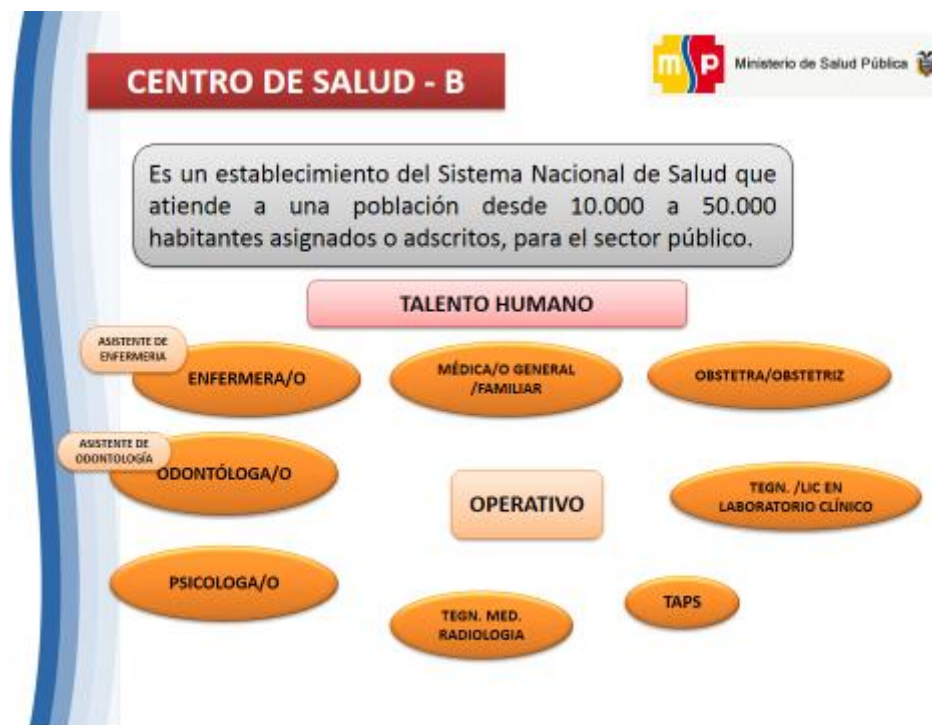 CENTRO DE SALUD - B
msp
Ministerio de Salud Pública
Es un establecimiento del Sistema Nacional de Salud que
atiende a una población desde 10.000 a 50.000
habitantes asignados o adscritos, para el sector público.
TALENTO HUMANO
ASISTENTE DE
ENFERMERIA
ENFERMERA/O
MÉDICA/O GENERAL
/FAMILIAR
OBSTETRA/OBSTETRIZ
ASISTENTE DE
ODONTOLOGÍA
ODONTÓLOGA/O
OPERATIVO
TEGN. /LIC EN
LABORATORIO CLÍNICO
PSICOLOGA/O
TEGN. MED.
RADIOLOGIA
TAPS